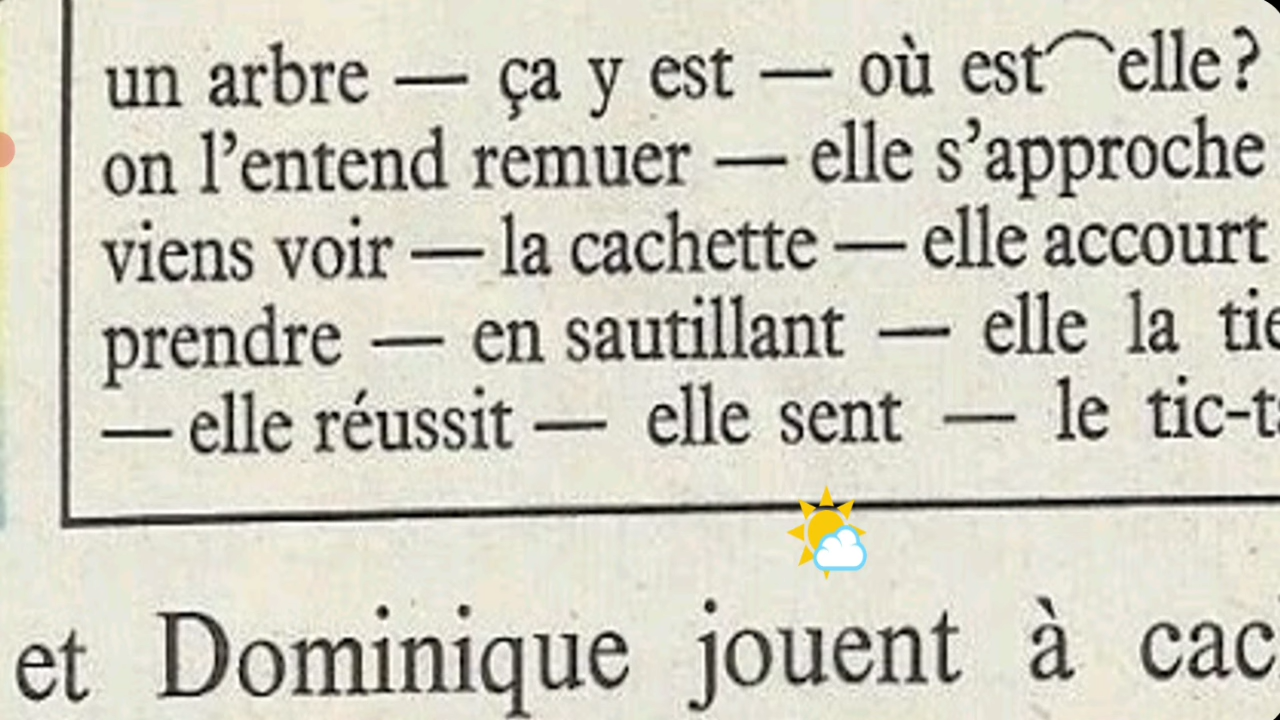 un arbre — ça y est — où est‿elle ?
on l'entend remuer — elle s'approche
viens voir — la cachette — elle accourt
prendre — en sautillant — elle la
— elle réussit — elle sent — le
et Dominique jouent à